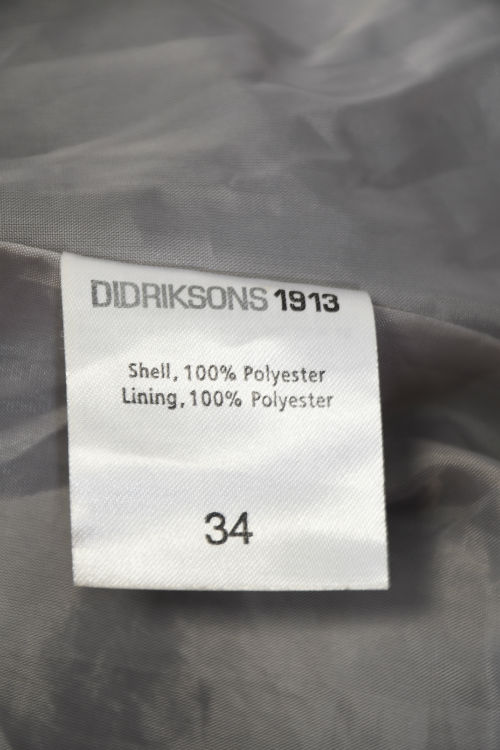 DIDRIKSONS 1913
Shell, 100% Polyester
Lining, 100% Polyester
34